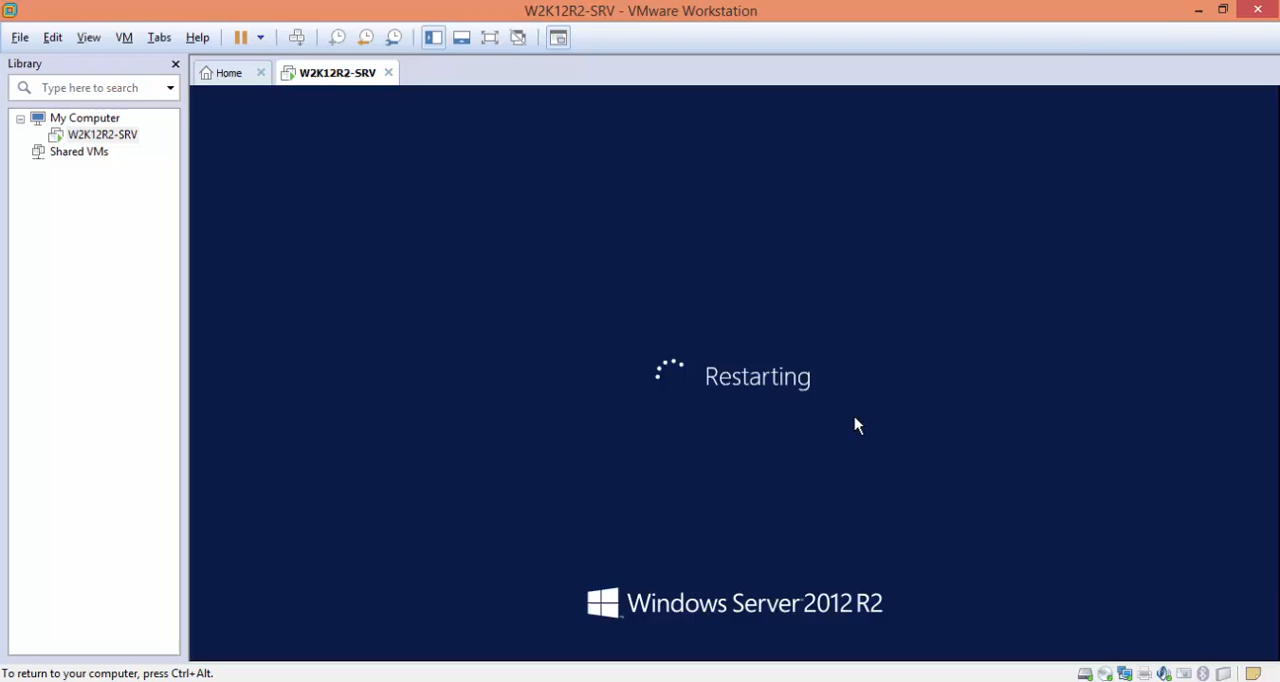 W2K12R2-SRV - VMware Workstation
File Edit View VM Tabs Help
Library
Type here to search
My Computer
W2K12R2-SRV
Shared VMs
Home
W2K12R2-SRV
Restarting
Windows Server 2012 R2
To return to your computer, press Ctrl+Alt.